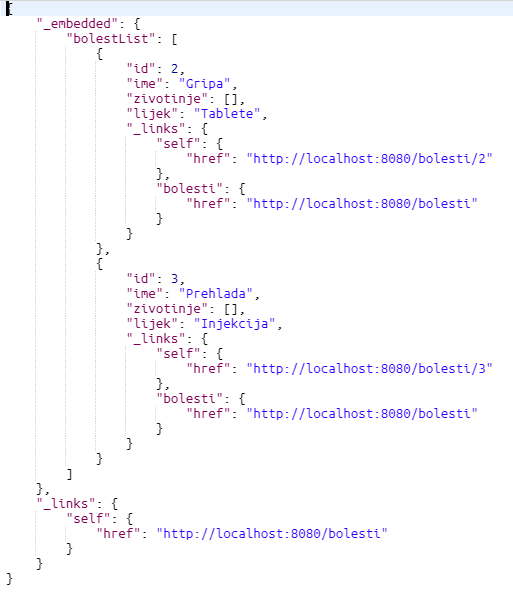 {
    "_embedded": {
        "bolestList": [
            {
                "id": 2,
                "ime": "Gripa",
                "zivotinje": [],
                "lijek": "Tablete",
                "_links": {
                    "self": {
                        "href": "http://localhost:8080/bolesti/2"
                    },
                    "bolesti": {
                        "href": "http://localhost:8080/bolesti"
                    }
                }
            },
            {
                "id": 3,
                "ime": "Prehlada",
                "zivotinje": [],
                "lijek": "Injekcija",
                "_links": {
                    "self": {
                        "href": "http://localhost:8080/bolesti/3"
                    },
                    "bolesti": {
                        "href": "http://localhost:8080/bolesti"
                    }
                }
            }
        ]
    },
    "_links": {
        "self": {
            "href": "http://localhost:8080/bolesti"
        }
    }
}